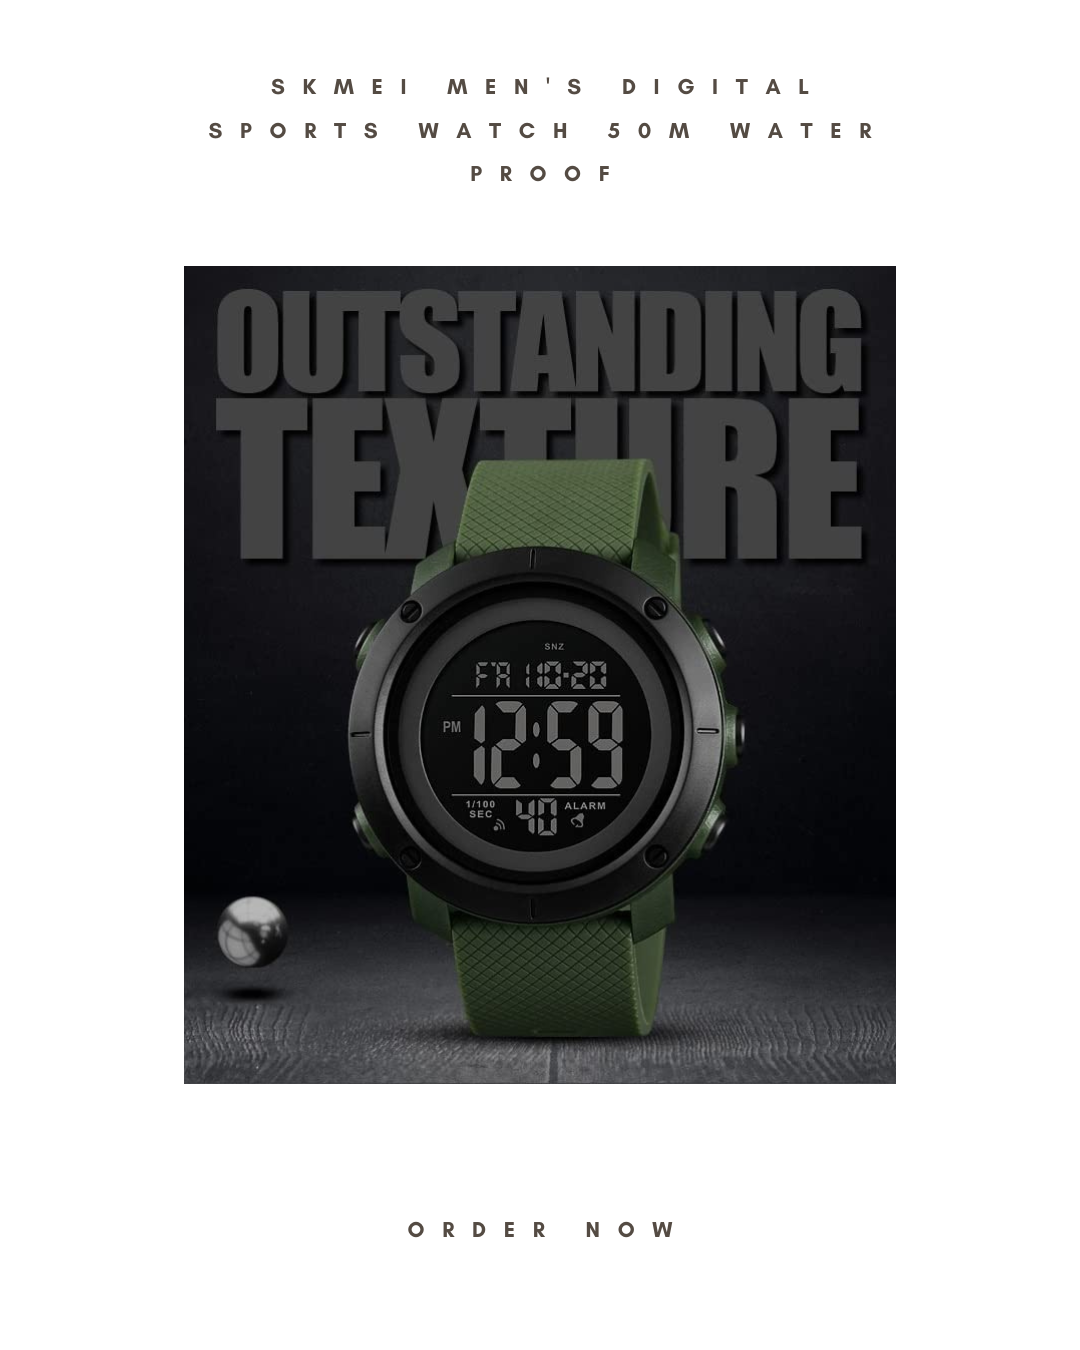 SKMEI MEN'S DIGITAL
SPORTS WATCH 50M WATER
PROOF
OUTSTANDING
TEXTURE
SNZ
FR 10-20
PM 12:59
1/100 SEC 40 ALARM
ORDER NOW